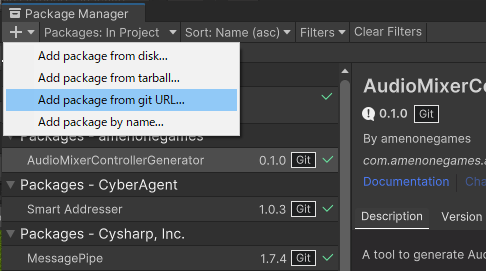 Package Manager
+ Packages: In Project Sort: Name (asc) Filters Clear Filters
Add package from disk...
Add package from tarball...
Add package from git URL...
Add package by name...
Packages - amenonegames
AudioMixerControllerGenerator 0.1.0 Git
Packages - CyberAgent
Smart Addresser 1.0.3 Git
Packages - Cysharp, Inc.
MessagePipe 1.7.4 Git
AudioMixerCo
0.1.0 Git
By amenonegames
com.amenonegames.a
Documentation Cha
Description Version
A tool to generate Aud